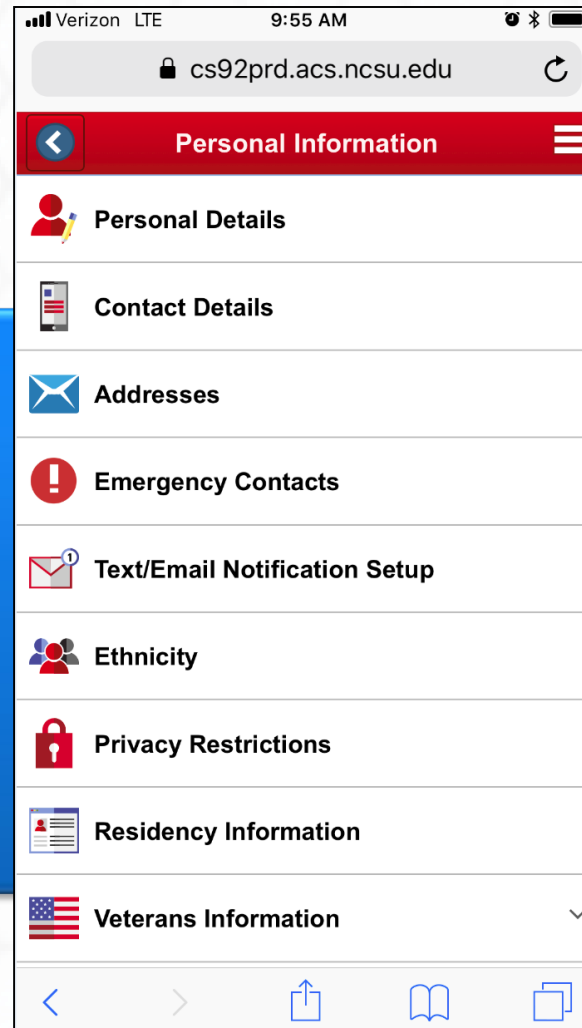 Verizon LTE 9:55 AM
cs92prd.acs.ncsu.edu
Personal Information
Personal Details
Contact Details
Addresses
Emergency Contacts
1
Text/Email Notification Setup
Ethnicity
Privacy Restrictions
Residency Information
Veterans Information